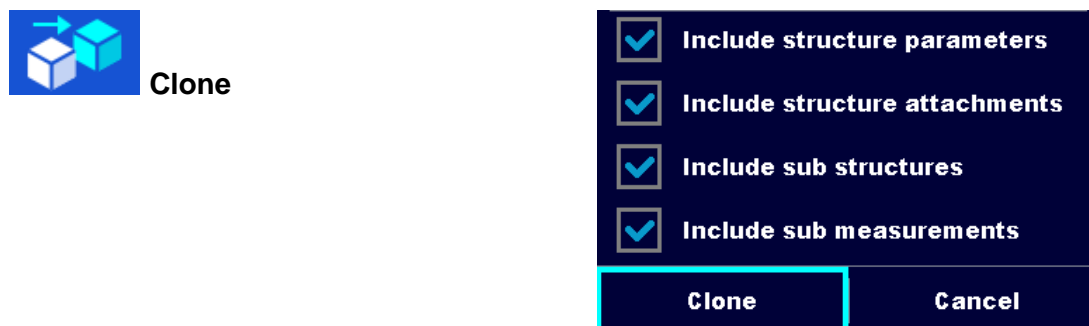 Clone
Include structure parameters
Include structure attachments
Include sub structures
Include sub measurements
Clone
Cancel